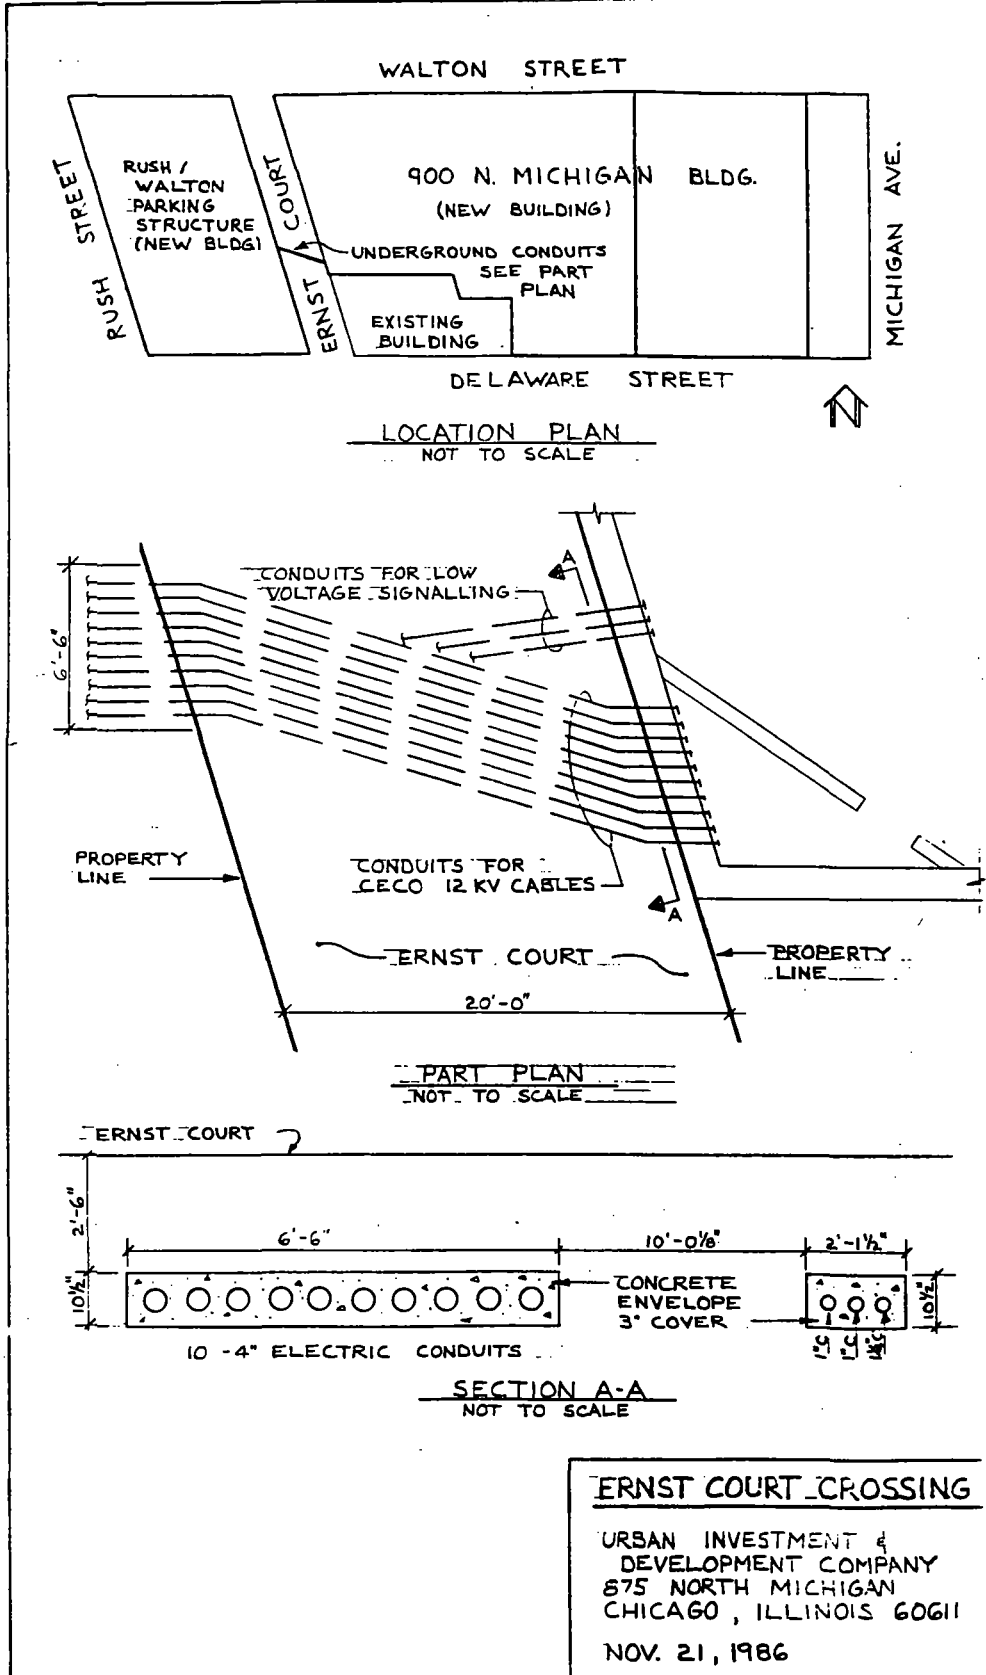 WALTON STREET
RUSH STREET
RUSH /
WALTON
PARKING
STRUCTURE
(NEW BLDG)
ERNST COURT
900 N. MICHIGAN BLDG.
(NEW BUILDING)
UNDERGROUND CONDUITS
SEE PART
PLAN
EXISTING
BUILDING
MICHIGAN AVE.
DELAWARE STREET
N
LOCATION PLAN
NOT TO SCALE
A
CONDUITS FOR LOW
VOLTAGE SIGNALLING
6'-6"
PROPERTY
LINE
CONDUITS FOR
CECO 12 KV CABLES
A
ERNST COURT
PROPERTY
LINE
20'-0"
PART PLAN
NOT TO SCALE
ERNST COURT
2'-6"
6'-6"
10'-0⅛"
2'-1½"
10½"
CONCRETE
ENVELOPE
3" COVER
10½"
1"C
1"C
10 - 4" ELECTRIC CONDUITS
SECTION A-A
NOT TO SCALE
ERNST COURT CROSSING
URBAN INVESTMENT &
DEVELOPMENT COMPANY
875 NORTH MICHIGAN
CHICAGO, ILLINOIS 60611
NOV. 21, 1986